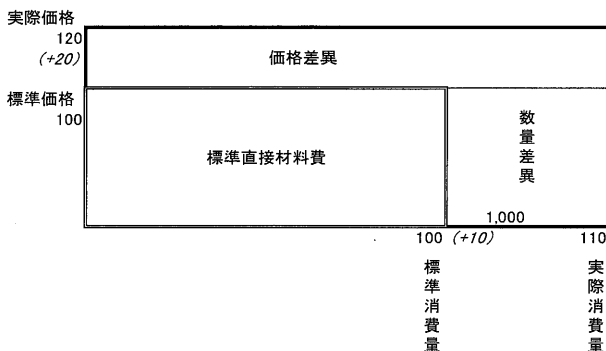 実際価格
120
(+20)
価格差異
標準価格
100
標準直接材料費
数量差異
1,000
100 (+10) 110
標準消費量
実際消費量